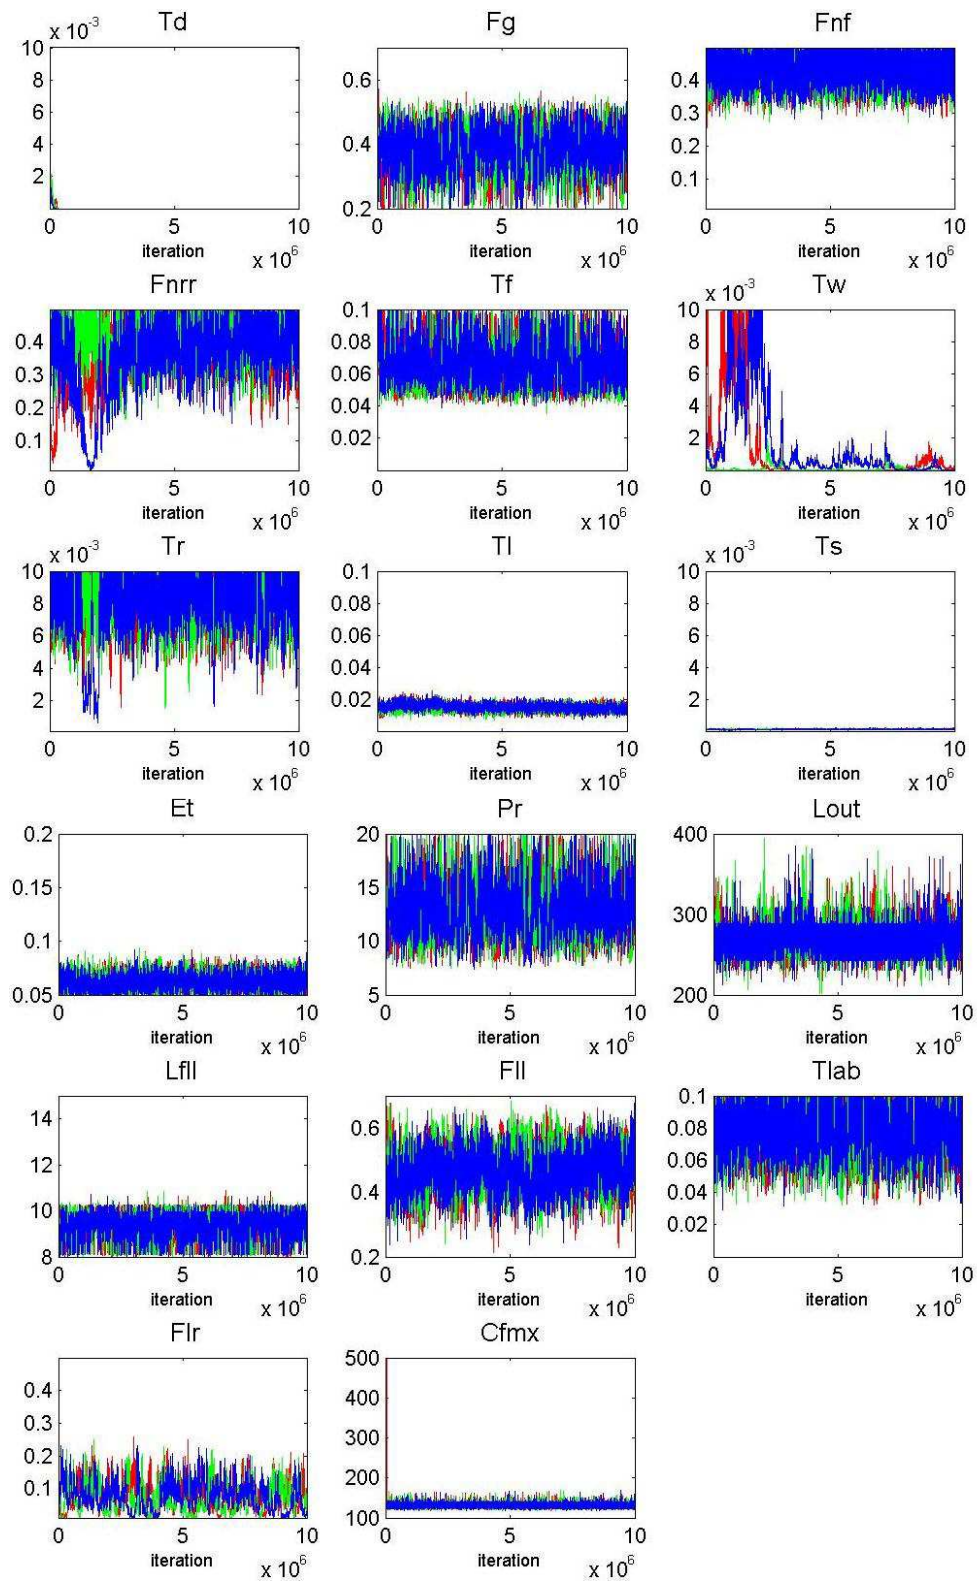 Td Fg Fnf
x 10^-3
10
8
6
4
2
0 5 10
iteration
x 10^6
0.6
0.4
0.2
0 5 10
iteration
x 10^6
0.4
0.3
0.2
0.1
0 5 10
iteration
x 10^6
Fnrr Tf Tw
0.4
0.3
0.2
0.1
0 5 10
iteration
x 10^6
0.1
0.08
0.06
0.04
0.02
0 5 10
iteration
x 10^6
x 10^-3
10
8
6
4
2
0 5 10
iteration
x 10^6
Tr Tl Ts
x 10^-3
10
8
6
4
2
0 5 10
iteration
x 10^6
0.1
0.08
0.06
0.04
0.02
0 5 10
iteration
x 10^6
x 10^-3
10
8
6
4
2
0 5 10
iteration
x 10^6
Et Pr Lout
0.2
0.15
0.1
0.05
0 5 10
iteration
x 10^6
20
15
10
5
0 5 10
iteration
x 10^6
400
300
200
0 5 10
iteration
x 10^6
Lfll Fll Tlab
14
12
10
8
0 5 10
iteration
x 10^6
0.6
0.4
0.2
0 5 10
iteration
x 10^6
0.1
0.08
0.06
0.04
0.02
0 5 10
iteration
x 10^6
Flr Cfmx
0.4
0.3
0.2
0.1
0 5 10
iteration
x 10^6
500
400
300
200
100
0 5 10
iteration
x 10^6